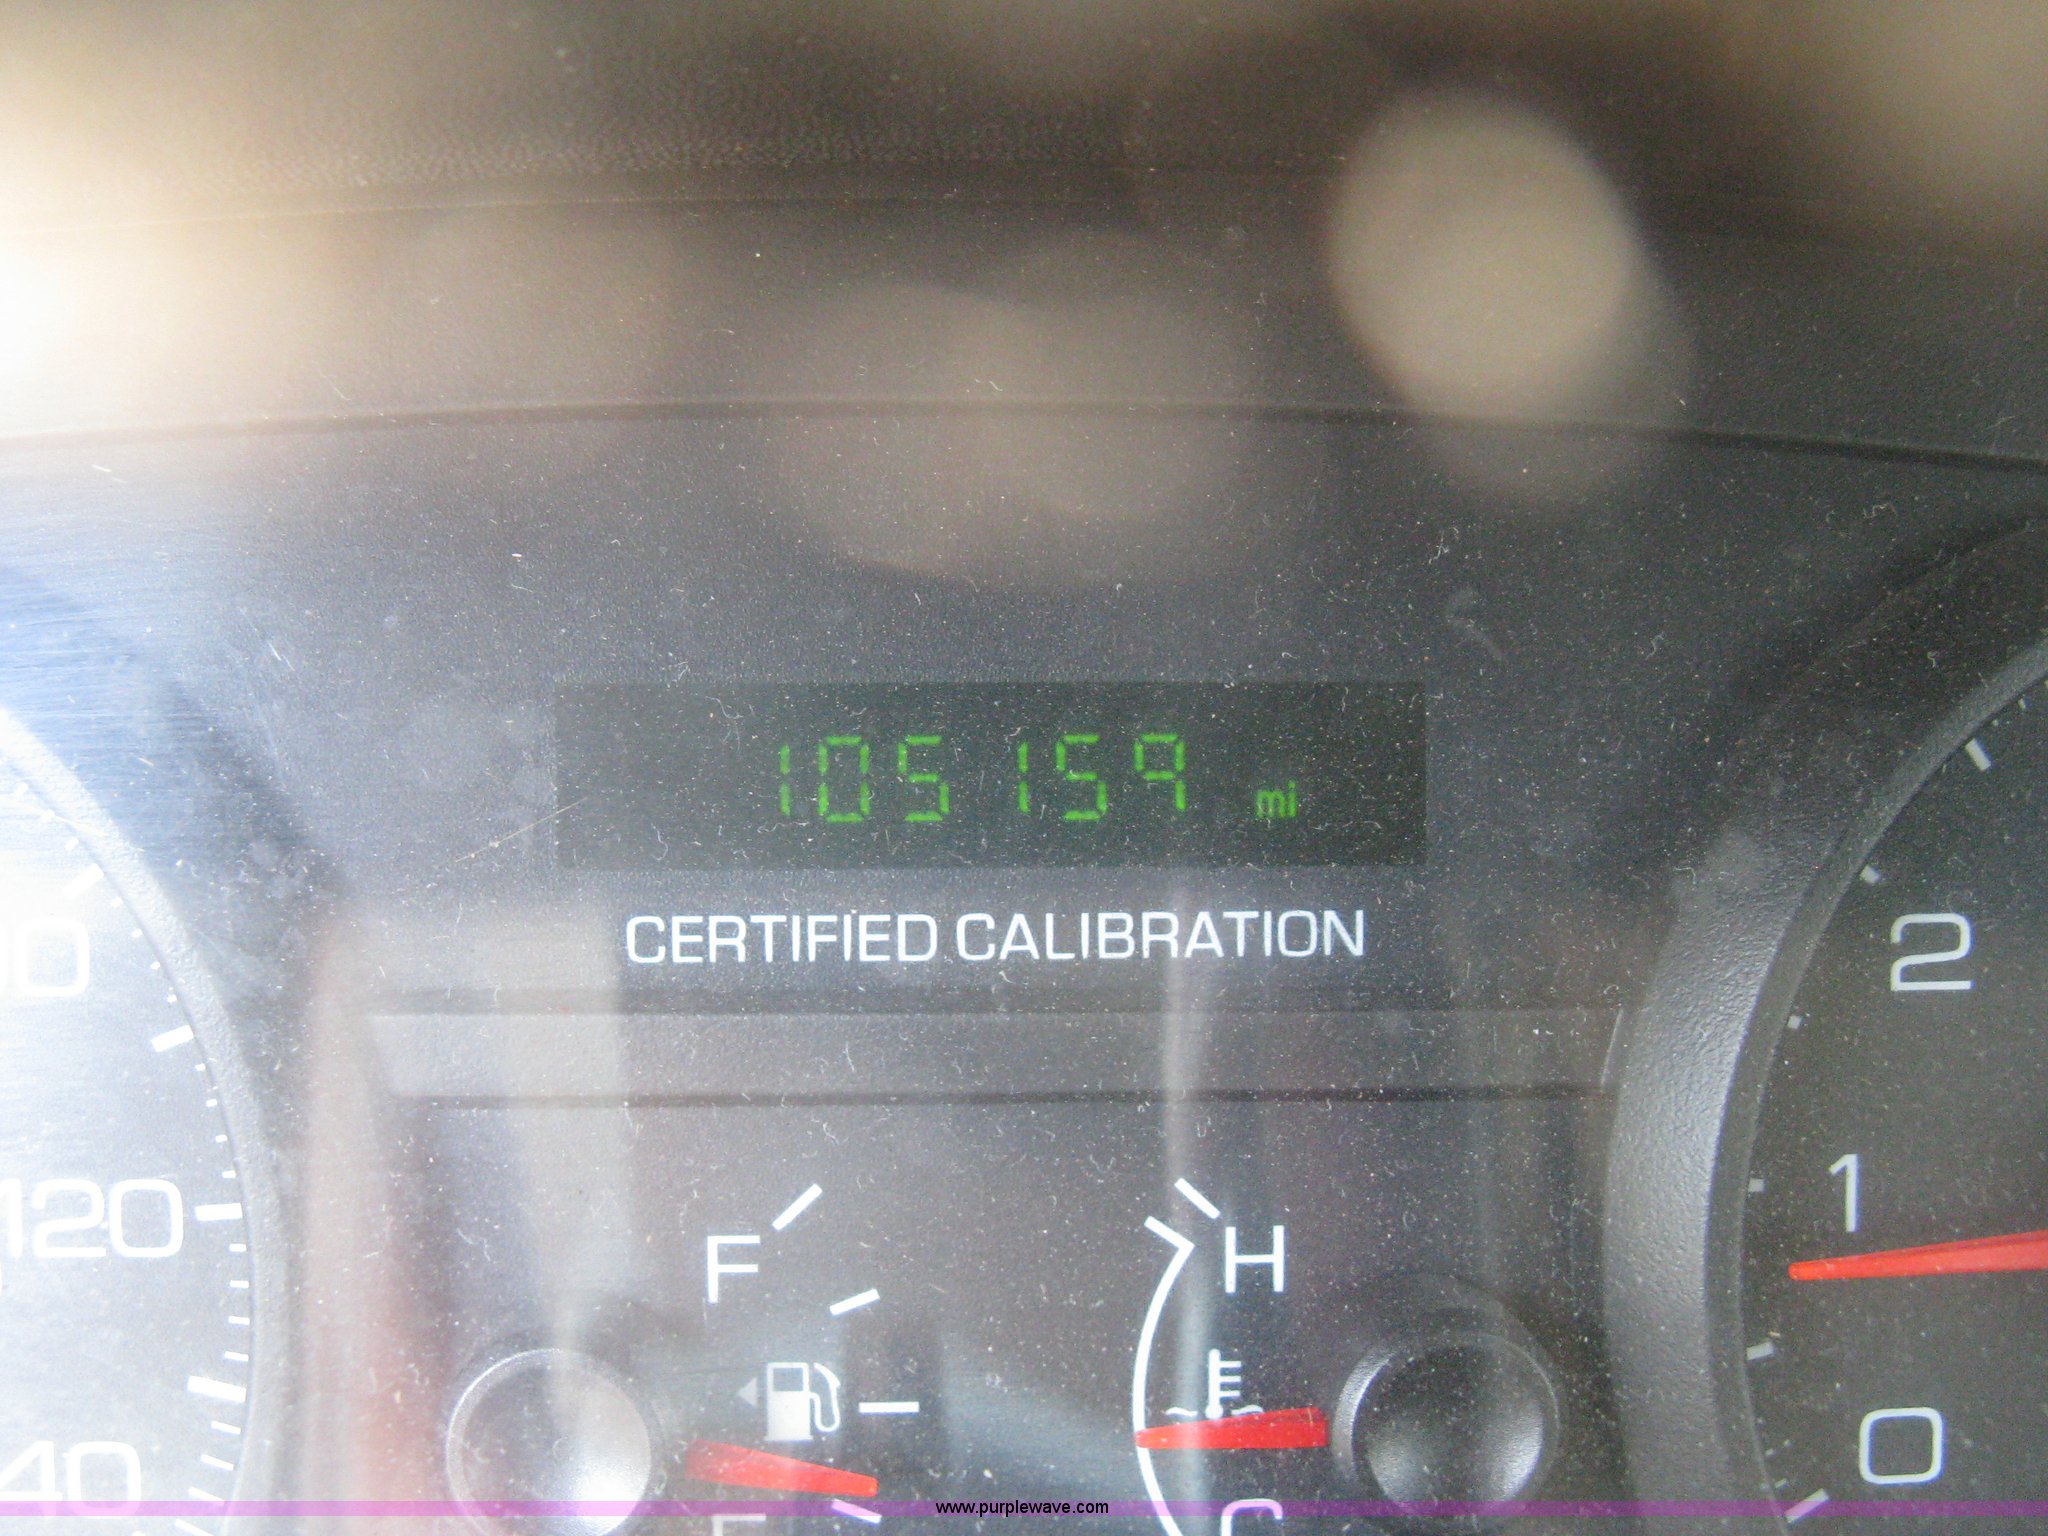 105159 mi
CERTIFIED CALIBRATION
2
120
1
F
H
0
www.purplewave.com